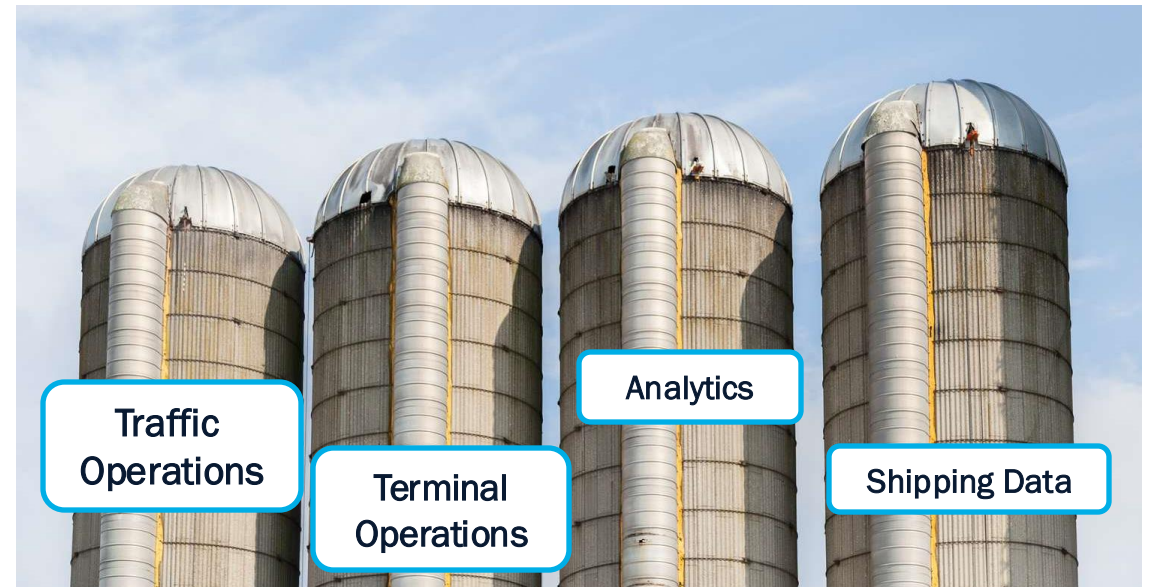 Traffic
Operations
Terminal
Operations
Analytics
Shipping Data